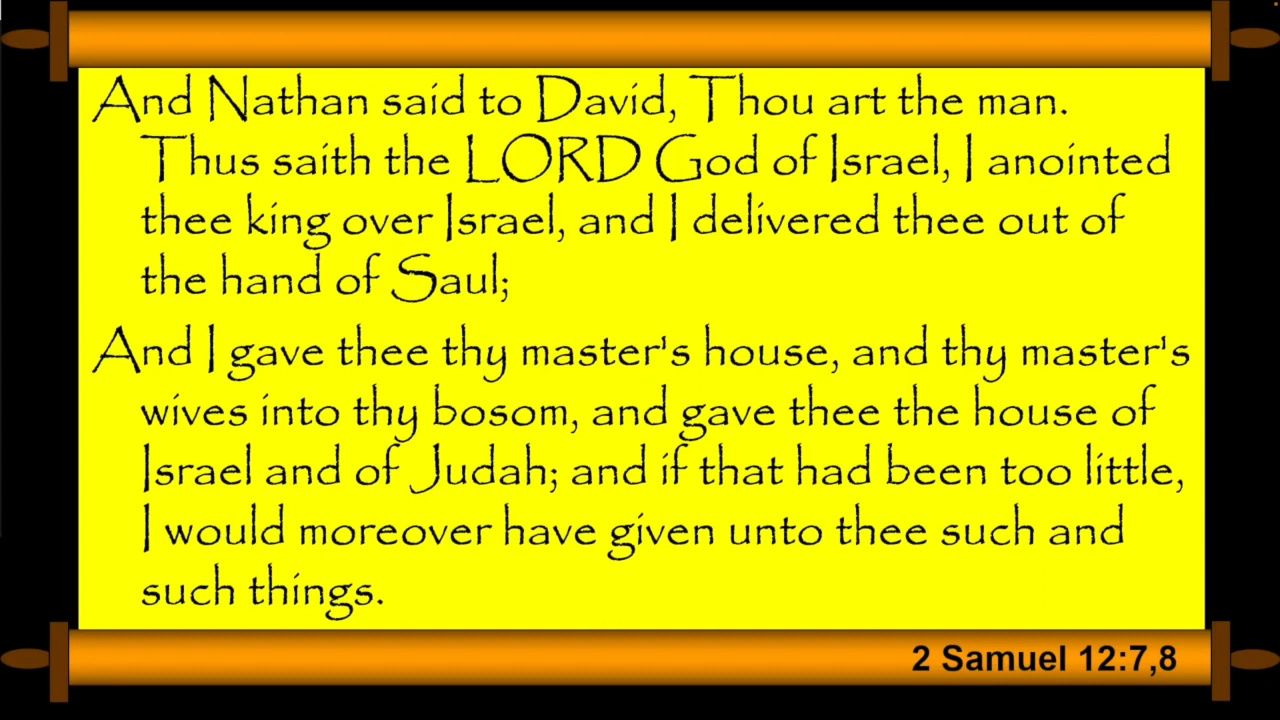 And Nathan said to David, Thou art the man.
Thus saith the LORD God of Israel, I anointed
thee king over Israel, and I delivered thee out of
the hand of Saul;
And I gave thee thy master's house, and thy master's
wives into thy bosom, and gave thee the house of
Israel and of Judah; and if that had been too little,
I would moreover have given unto thee such and
such things.
2 Samuel 12:7,8